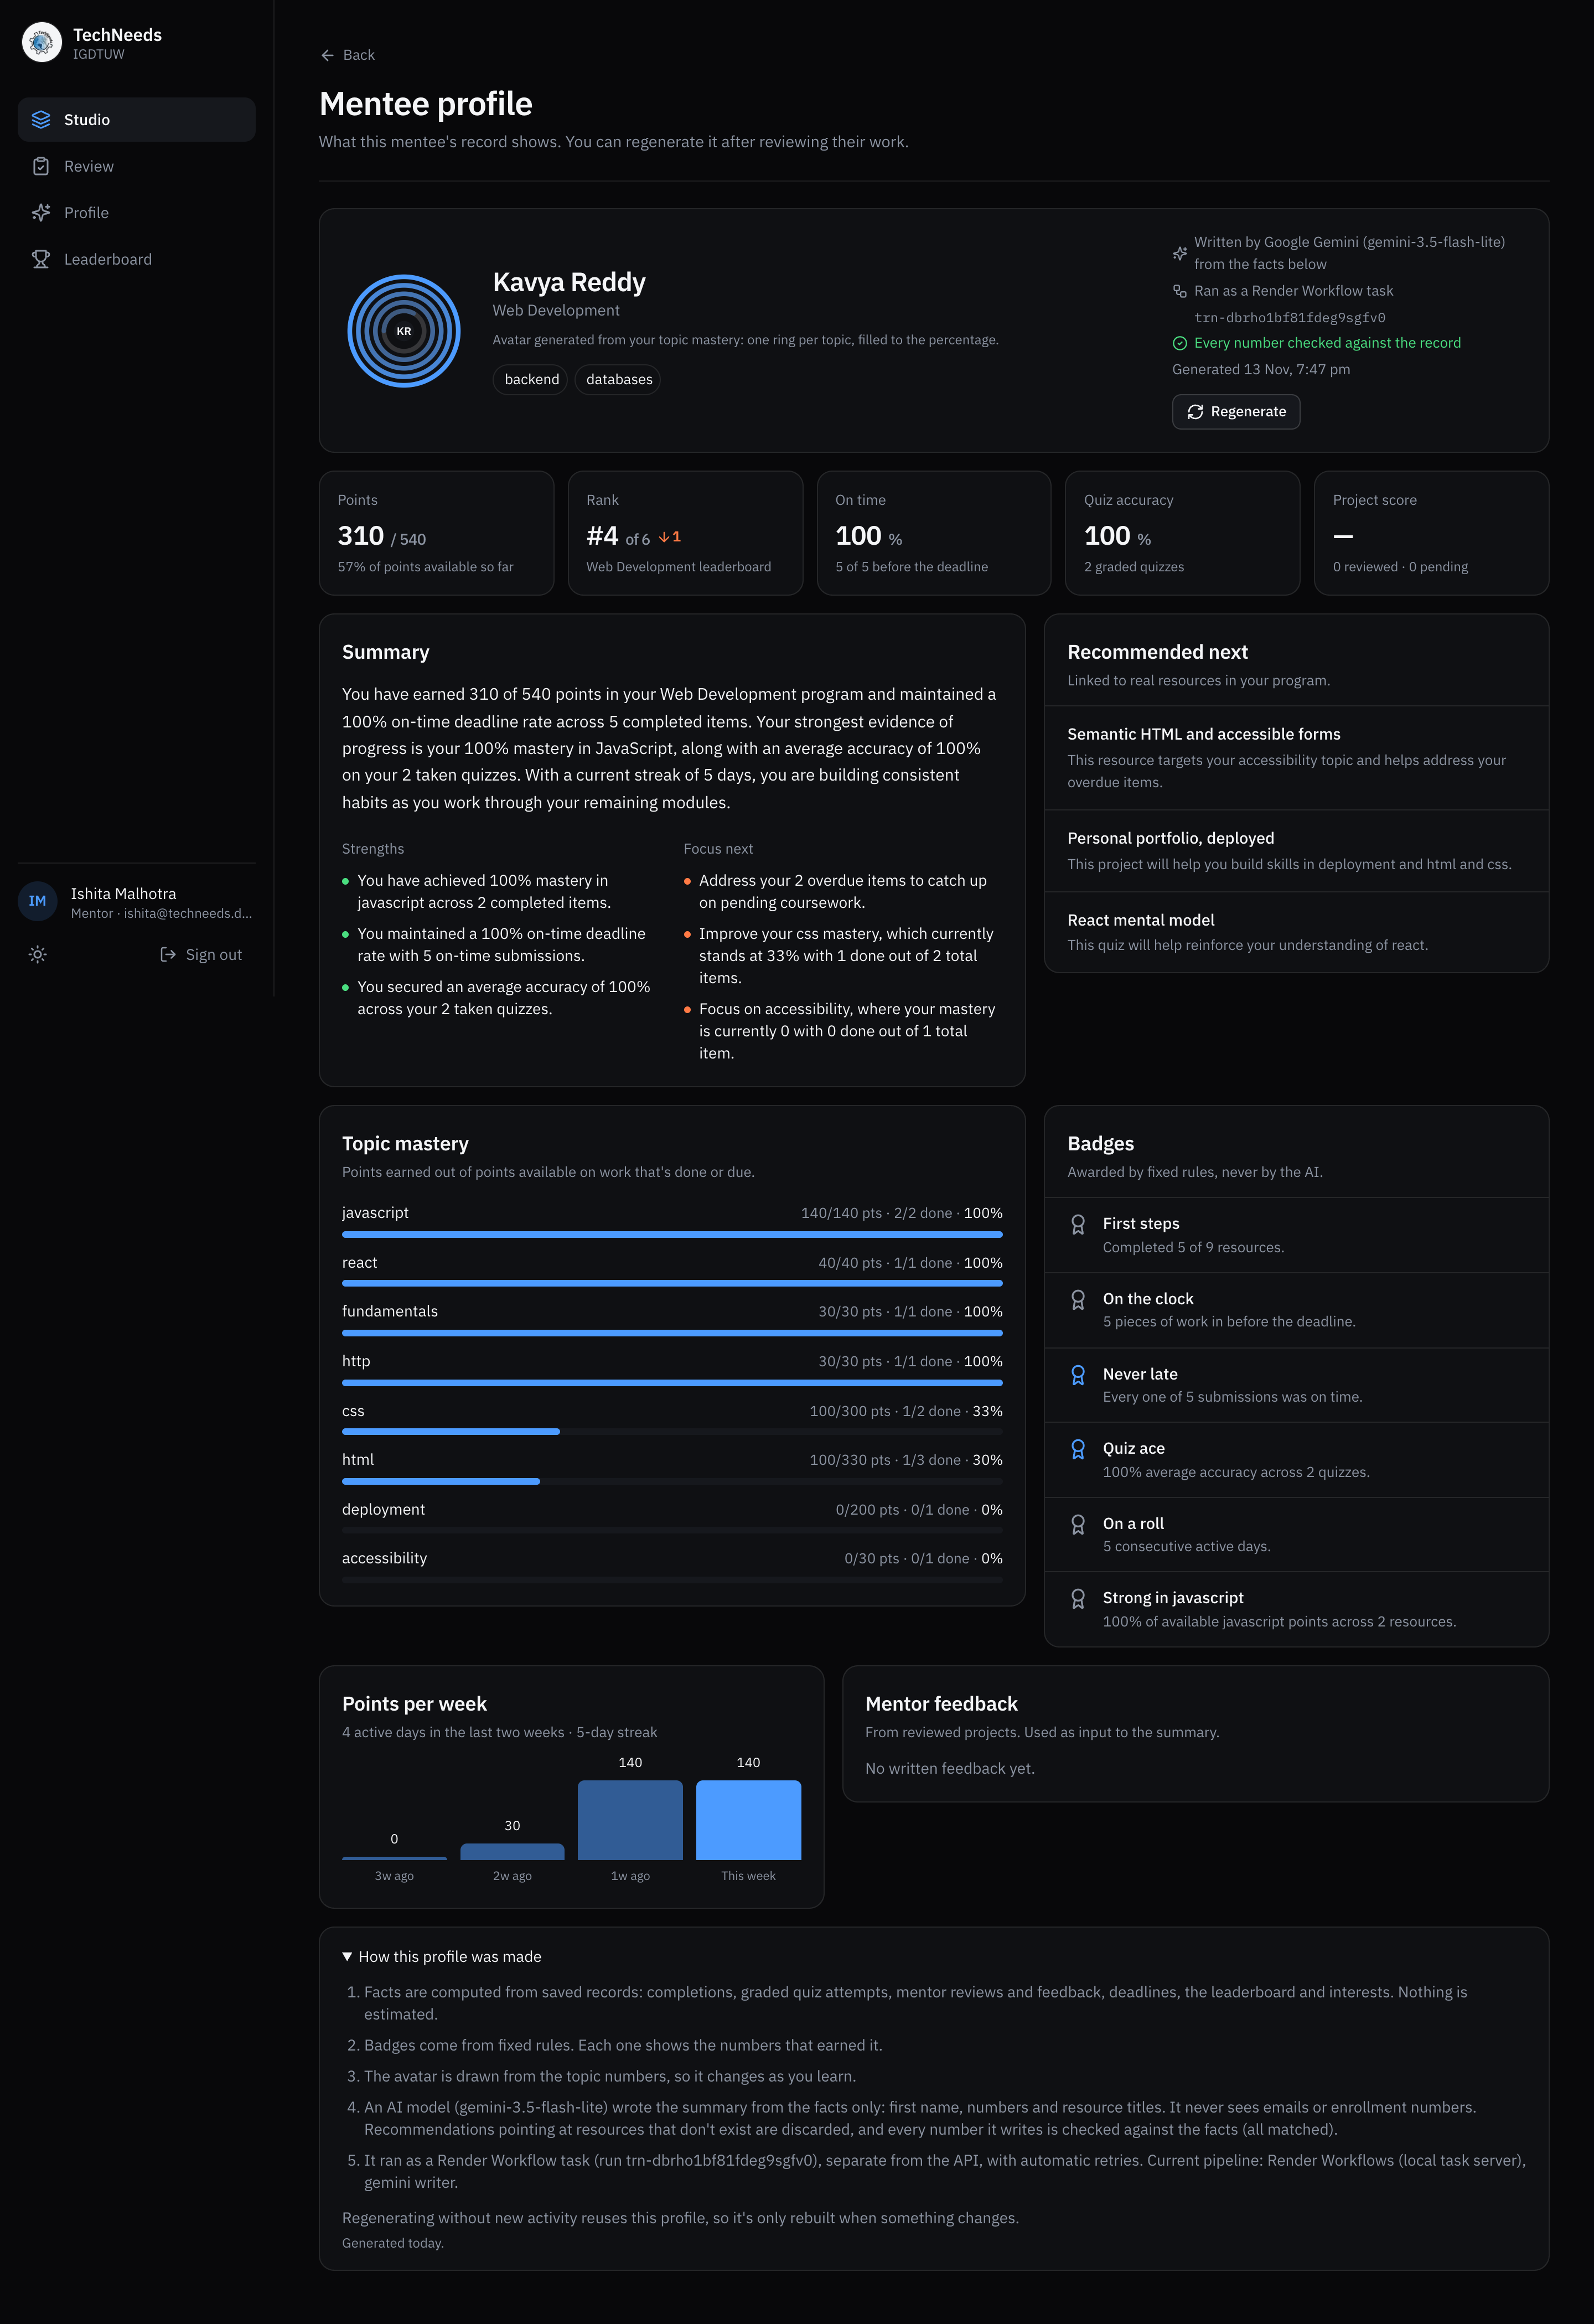 TechNeeds
IGDTUW
Studio
Review
Profile
Leaderboard
IM
Ishita Malhotra
Mentor · ishita@techneeds.d...
Sign out
Back
Mentee profile
What this mentee's record shows. You can regenerate it after reviewing their work.
KR
Kavya Reddy
Web Development
Avatar generated from your topic mastery: one ring per topic, filled to the percentage.
backend
databases
Written by Google Gemini (gemini-3.5-flash-lite)
from the facts below
Ran as a Render Workflow task
trn-dbrho1bf81fdeg9sgfv0
Every number checked against the record
Generated 13 Nov, 7:47 pm
Regenerate
Points
310 / 540
57% of points available so far
Rank
#4 of 6 ↓1
Web Development leaderboard
On time
100 %
5 of 5 before the deadline
Quiz accuracy
100 %
2 graded quizzes
Project score
—
0 reviewed · 0 pending
Summary
You have earned 310 of 540 points in your Web Development program and maintained a
100% on-time deadline rate across 5 completed items. Your strongest evidence of
progress is your 100% mastery in JavaScript, along with an average accuracy of 100%
on your 2 taken quizzes. With a current streak of 5 days, you are building consistent
habits as you work through your remaining modules.
Strengths
You have achieved 100% mastery in
javascript across 2 completed items.
You maintained a 100% on-time deadline
rate with 5 on-time submissions.
You secured an average accuracy of 100%
across your 2 taken quizzes.
Focus next
Address your 2 overdue items to catch up
on pending coursework.
Improve your css mastery, which currently
stands at 33% with 1 done out of 2 total
items.
Focus on accessibility, where your mastery
is currently 0 with 0 done out of 1 total
item.
Recommended next
Linked to real resources in your program.
Semantic HTML and accessible forms
This resource targets your accessibility topic and helps address your
overdue items.
Personal portfolio, deployed
This project will help you build skills in deployment and html and css.
React mental model
This quiz will help reinforce your understanding of react.
Topic mastery
Points earned out of points available on work that's done or due.
javascript 140/140 pts · 2/2 done · 100%
react 40/40 pts · 1/1 done · 100%
fundamentals 30/30 pts · 1/1 done · 100%
http 30/30 pts · 1/1 done · 100%
css 100/300 pts · 1/2 done · 33%
html 100/330 pts · 1/3 done · 30%
deployment 0/200 pts · 0/1 done · 0%
accessibility 0/30 pts · 0/1 done · 0%
Badges
Awarded by fixed rules, never by the AI.
First steps
Completed 5 of 9 resources.
On the clock
5 pieces of work in before the deadline.
Never late
Every one of 5 submissions was on time.
Quiz ace
100% average accuracy across 2 quizzes.
On a roll
5 consecutive active days.
Strong in javascript
100% of available javascript points across 2 resources.
Points per week
4 active days in the last two weeks · 5-day streak
0 30 140 140
3w ago 2w ago 1w ago This week
Mentor feedback
From reviewed projects. Used as input to the summary.
No written feedback yet.
▼ How this profile was made
1. Facts are computed from saved records: completions, graded quiz attempts, mentor reviews and feedback, deadlines, the leaderboard and interests. Nothing is
estimated.
2. Badges come from fixed rules. Each one shows the numbers that earned it.
3. The avatar is drawn from the topic numbers, so it changes as you learn.
4. An AI model (gemini-3.5-flash-lite) wrote the summary from the facts only: first name, numbers and resource titles. It never sees emails or enrollment numbers.
Recommendations pointing at resources that don't exist are discarded, and every number it writes is checked against the facts (all matched).
5. It ran as a Render Workflow task (run trn-dbrho1bf81fdeg9sgfv0), separate from the API, with automatic retries. Current pipeline: Render Workflows (local task server),
gemini writer.
Regenerating without new activity reuses this profile, so it's only rebuilt when something changes.
Generated today.